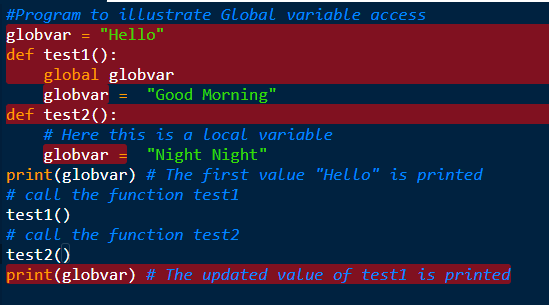 #Program to illustrate Global variable access
globvar = "Hello"
def test1():
    global globvar
    globvar =  "Good Morning"
def test2():
    # Here this is a local variable
    globvar =  "Night Night"
print(globvar) # The first value "Hello" is printed
# call the function test1
test1()
# call the function test2
test2()
print(globvar) # The updated value of test1 is printed